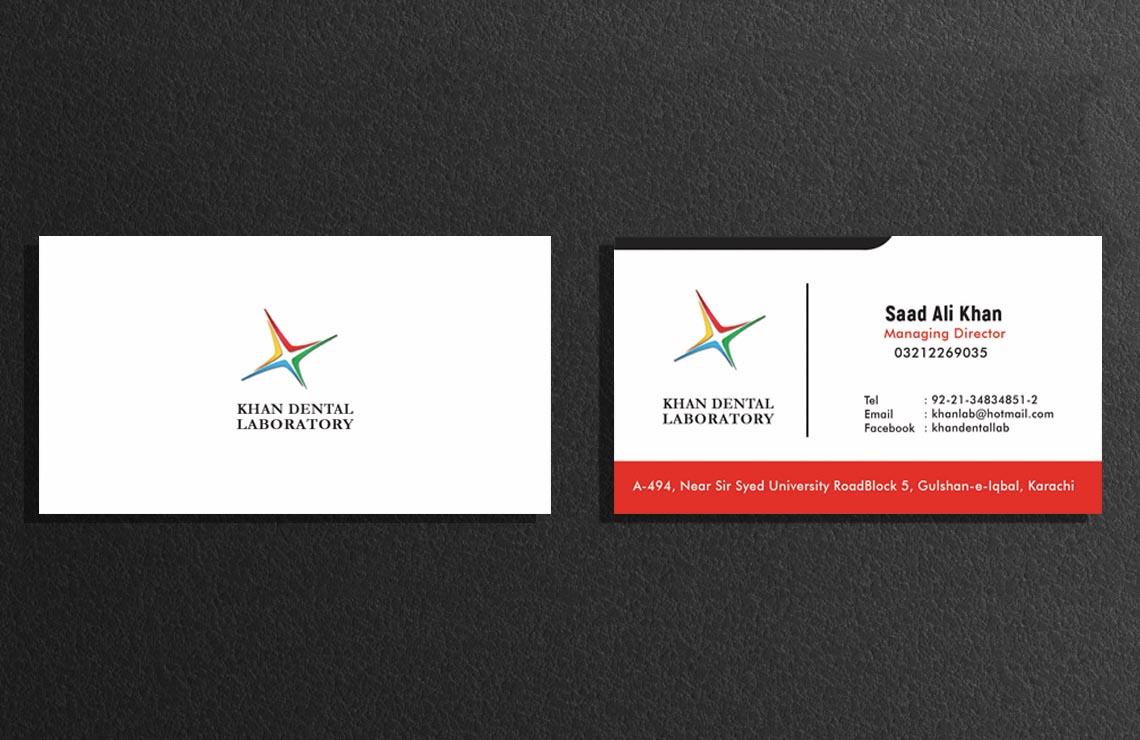 KHAN DENTAL
LABORATORY
KHAN DENTAL
LABORATORY
Saad Ali Khan
Managing Director
03212269035
Tel : 92-21-34834851-2
Email : khanlab@hotmail.com
Facebook : khandentallab
A-494, Near Sir Syed University RoadBlock 5, Gulshan-e-Iqbal, Karachi